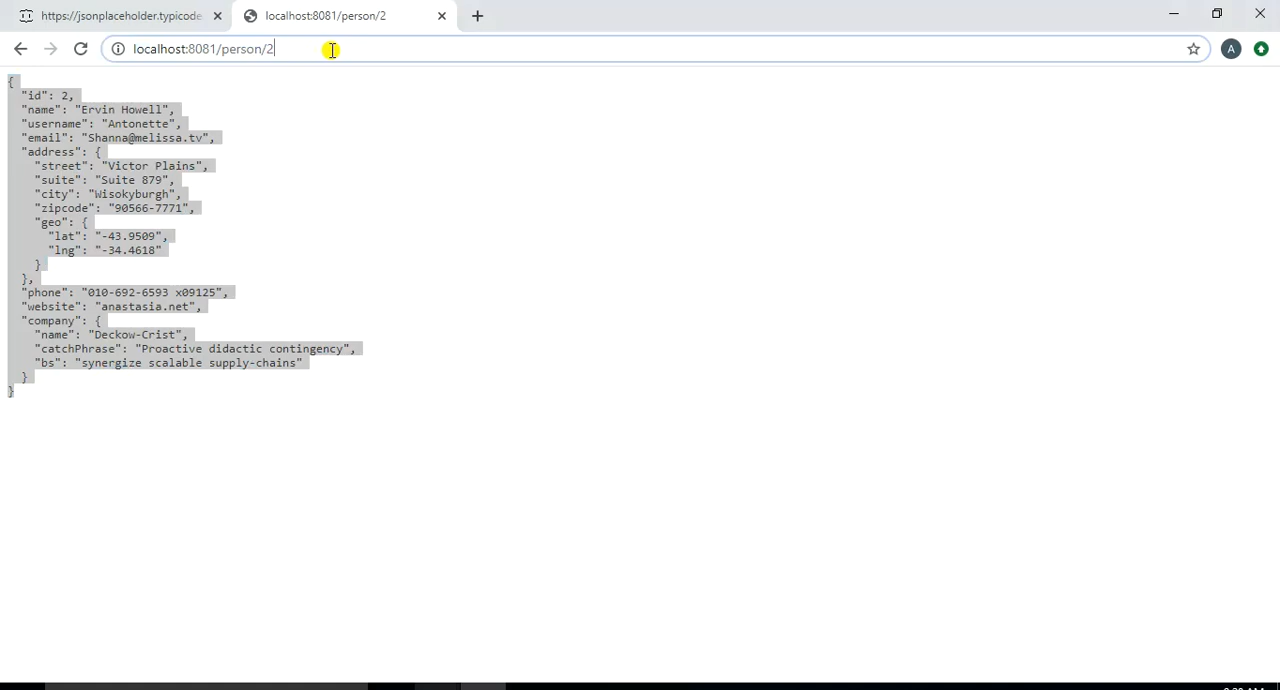 https://jsonplaceholder.typicode
localhost:8081/person/2
localhost:8081/person/2
A
{
"id": 2,
"name": "Ervin Howell",
"username": "Antonette",
"email": "Shanna@melissa.tv",
"address": {
"street": "Victor Plains",
"suite": "Suite 879",
"city": "Wisokyburgh",
"zipcode": "90566-7771",
"geo": {
"lat": "-43.9509",
"lng": "-34.4618"
}
},
"phone": "010-692-6593 x09125",
"website": "anastasia.net",
"company": {
"name": "Deckow-Crist",
"catchPhrase": "Proactive didactic contingency",
"bs": "synergize scalable supply-chains"
}
}